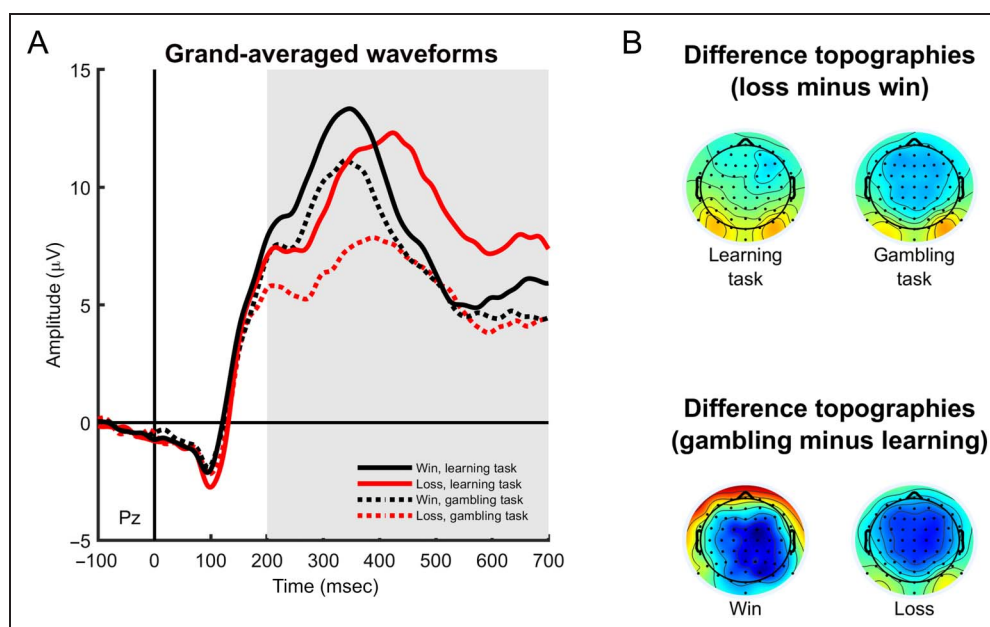 A
Grand-averaged waveforms
15
10
5
0
−5
Amplitude (μV)
−100
0
100
200
300
400
500
600
700
Time (msec)
Pz
Win, learning task
Loss, learning task
Win, gambling task
Loss, gambling task
B
Difference topographies
(loss minus win)
Learning
task
Gambling
task
Difference topographies
(gambling minus learning)
Win
Loss